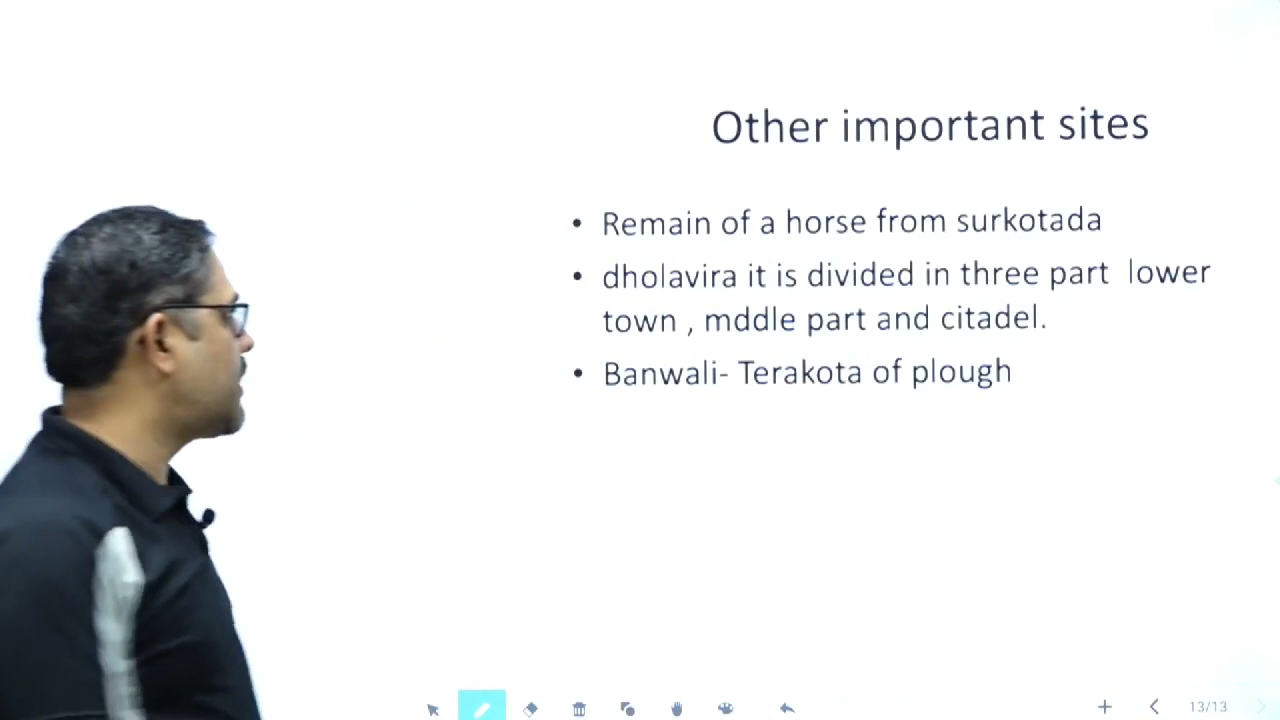 Other important sites
• Remain of a horse from surkotada
• dholavira it is divided in three part lower
town , mddle part and citadel.
• Banwali- Terakota of plough
13/13